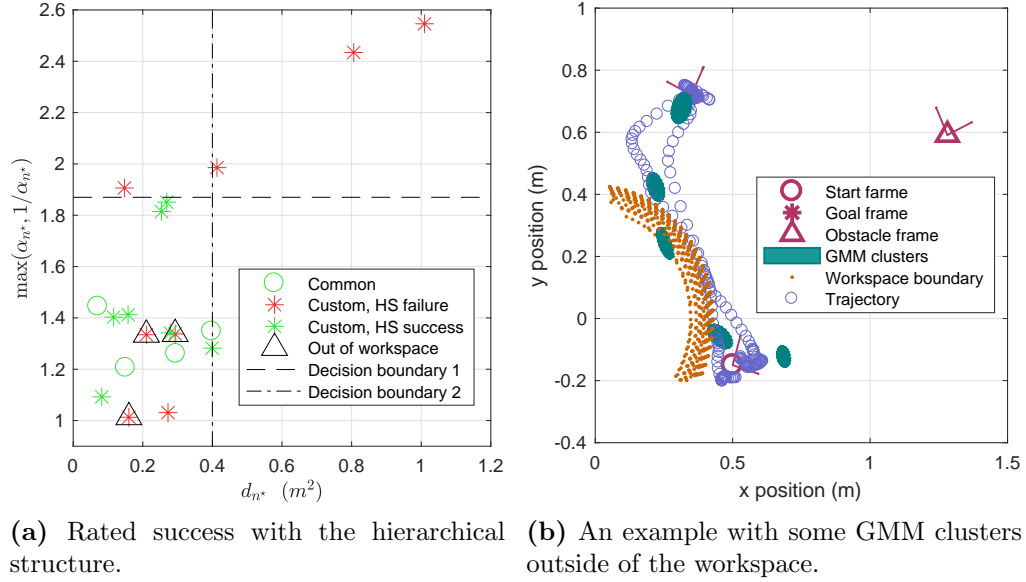 2.6
2.4
2.2
2
1.8
1.6
1.4
1.2
1
0
0.2
0.4
0.6
0.8
1
1.2
max(α_{n⋆}, 1/α_{n⋆})
d_{n⋆} (m²)
Common
Custom, HS failure
Custom, HS success
Out of workspace
Decision boundary 1
Decision boundary 2
(a) Rated success with the hierarchical
structure.
1
0.8
0.6
0.4
0.2
0
-0.2
-0.4
0
0.5
1
1.5
y position (m)
x position (m)
Start farme
Goal frame
Obstacle frame
GMM clusters
Workspace boundary
Trajectory
(b) An example with some GMM clusters
outside of the workspace.